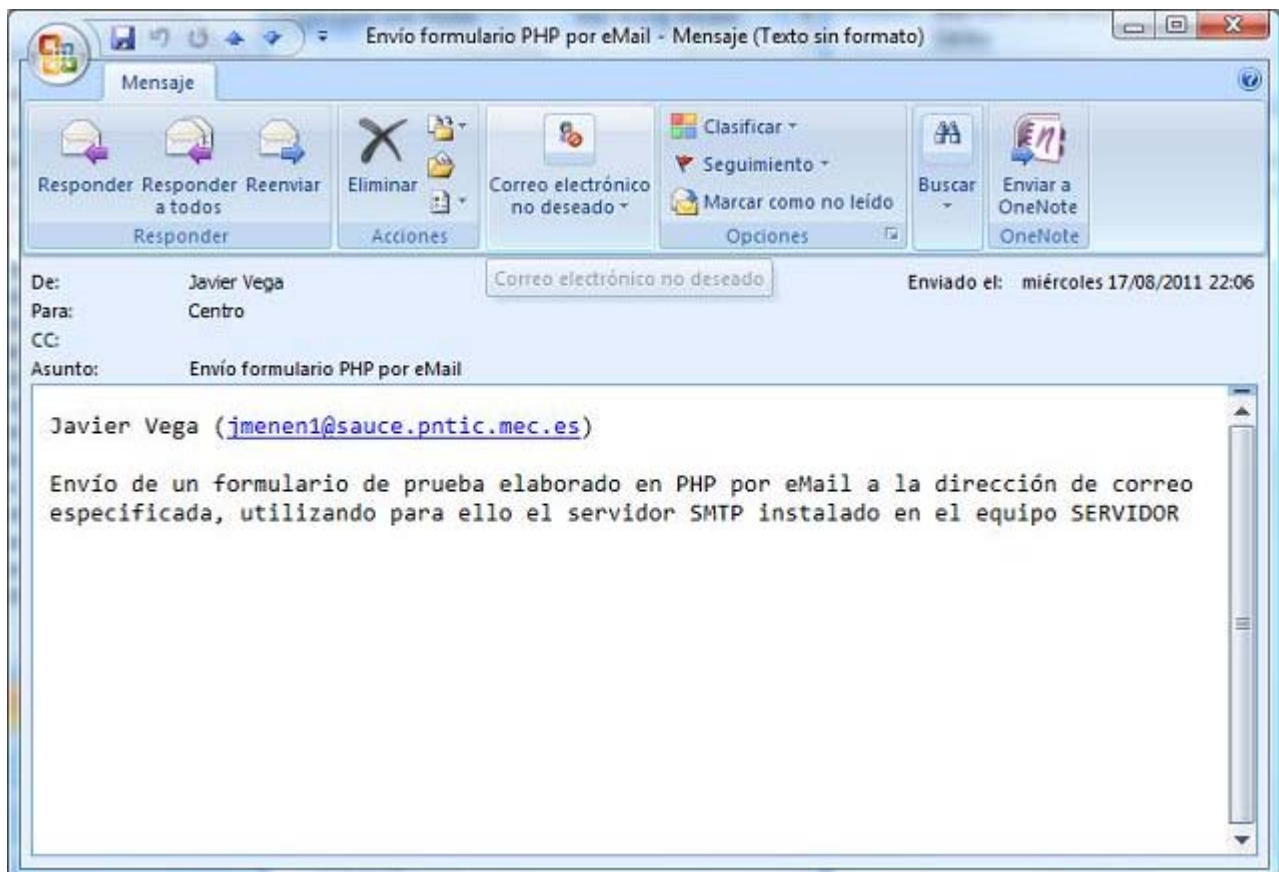 Envío formulario PHP por eMail - Mensaje (Texto sin formato)
Mensaje
Responder Responder a todos Reenviar
Responder
Eliminar
Acciones
Correo electrónico no deseado
Clasificar
Seguimiento
Marcar como no leído
Opciones
Buscar
Enviar a OneNote
OneNote
Correo electrónico no deseado
De: Javier Vega
Enviado el: miércoles 17/08/2011 22:06
Para: Centro
CC:
Asunto: Envío formulario PHP por eMail
Javier Vega (jmenen1@sauce.pntic.mec.es)
Envío de un formulario de prueba elaborado en PHP por eMail a la dirección de correo
especificada, utilizando para ello el servidor SMTP instalado en el equipo SERVIDOR